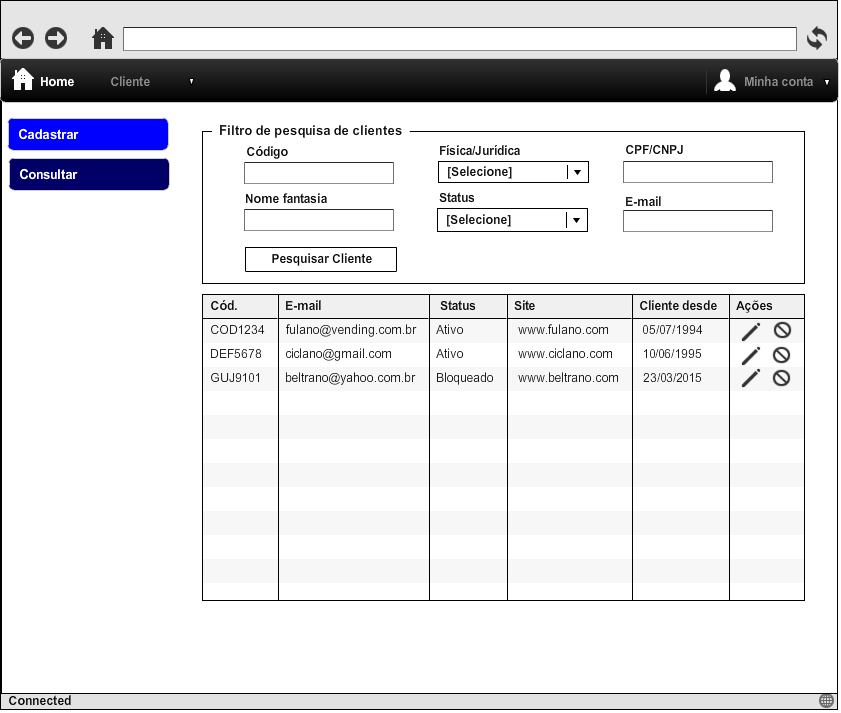 Home Cliente Minha conta
Cadastrar
Consultar
Filtro de pesquisa de clientes
Código Física/Jurídica CPF/CNPJ
[Selecione]
Nome fantasia Status E-mail
[Selecione]
Pesquisar Cliente
Cód. E-mail Status Site Cliente desde Ações
COD1234 fulano@vending.com.br Ativo www.fulano.com 05/07/1994
DEF5678 ciclano@gmail.com Ativo www.ciclano.com 10/06/1995
GUJ9101 beltrano@yahoo.com.br Bloqueado www.beltrano.com 23/03/2015
Connected